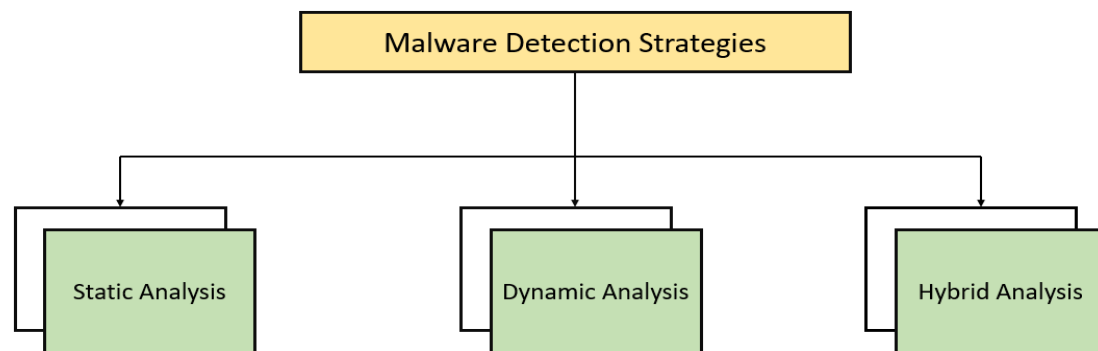 Malware Detection Strategies
Static Analysis
Dynamic Analysis
Hybrid Analysis